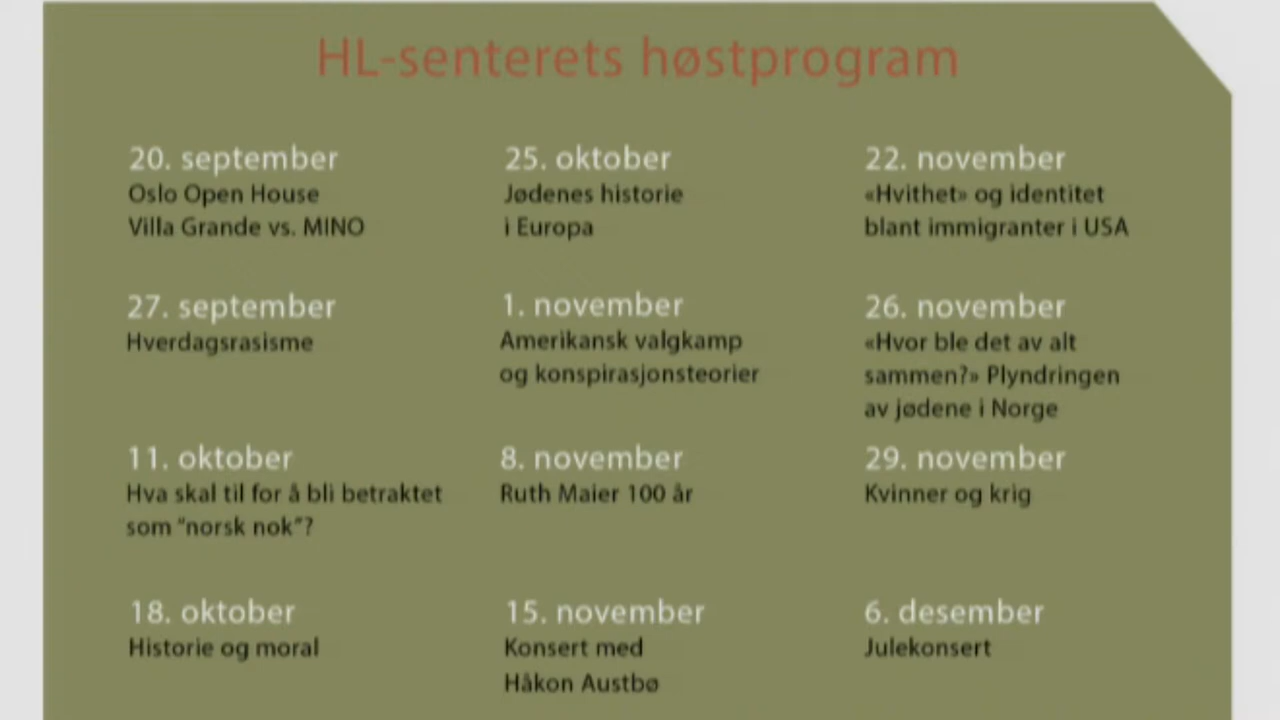 HL-senterets høstprogram
20. september
Oslo Open House
Villa Grande vs. MINO
27. september
Hverdagsrasisme
11. oktober
Hva skal til for å bli betraktet
som "norsk nok"?
18. oktober
Historie og moral
25. oktober
Jødenes historie
i Europa
1. november
Amerikansk valgkamp
og konspirasjonsteorier
8. november
Ruth Maier 100 år
15. november
Konsert med
Håkon Austbø
22. november
«Hvithet» og identitet
blant immigranter i USA
26. november
«Hvor ble det av alt
sammen?» Plyndringen
av jødene i Norge
29. november
Kvinner og krig
6. desember
Julekonsert